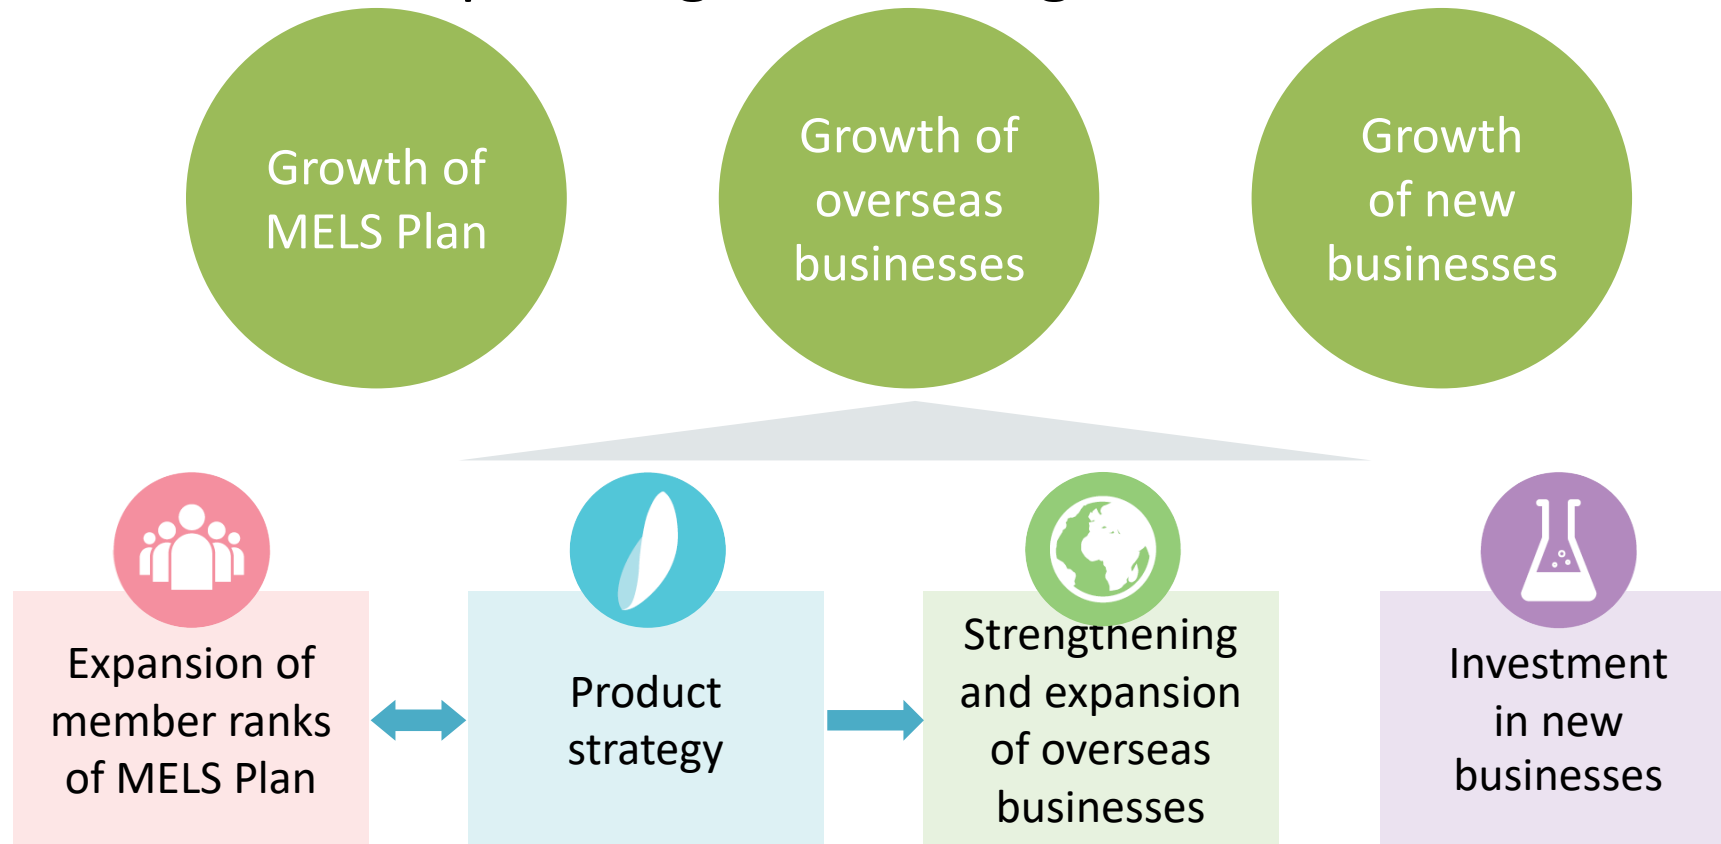 Growth of
MELS Plan
Growth of
overseas
businesses
Growth
of new
businesses
Expansion of
member ranks
of MELS Plan
Product
strategy
Strengthening
and expansion
of overseas
businesses
Investment
in new
businesses